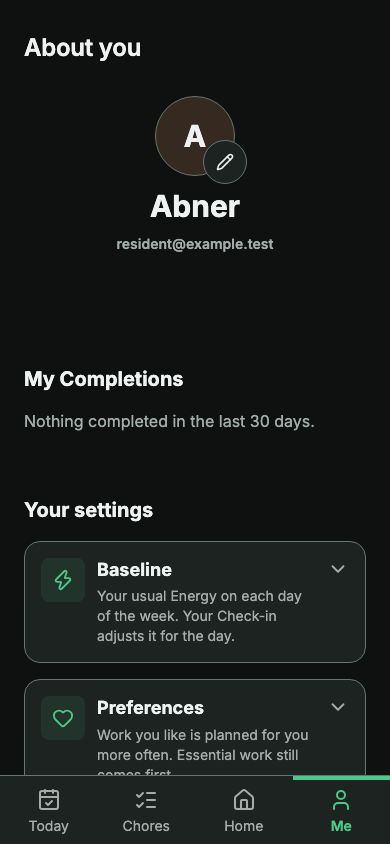 About you
A
Abner
resident@example.test
My Completions
Nothing completed in the last 30 days.
Your settings
Baseline
Your usual Energy on each day
of the week. Your Check-in
adjusts it for the day.
Preferences
Work you like is planned for you
more often. Essential work still
comes first.
Today
Chores
Home
Me